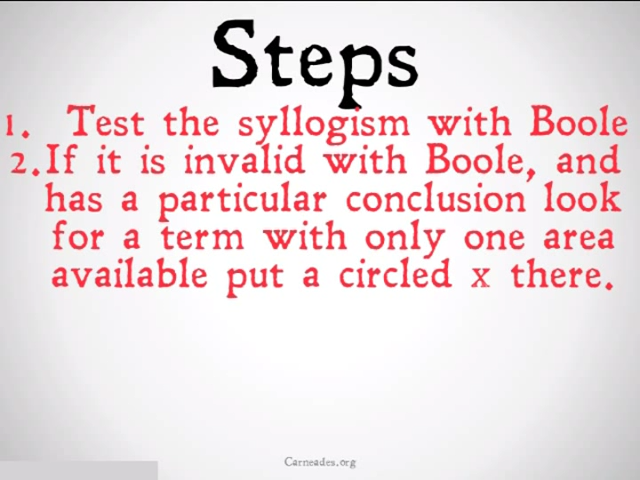 Steps
1. Test the syllogism with Boole
2.If it is invalid with Boole, and
has a particular conclusion look
for a term with only one area
available put a circled x there.
Carneades.org